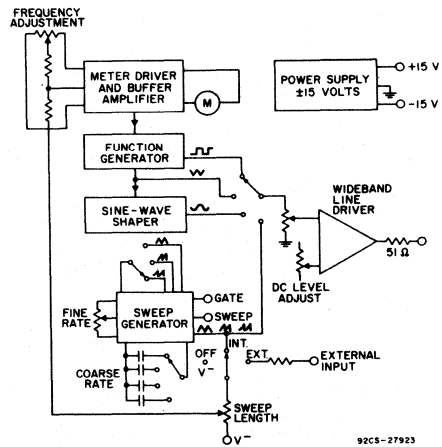 FREQUENCY
ADJUSTMENT
METER DRIVER
AND BUFFER
AMPLIFIER
M
POWER SUPPLY
±15 VOLTS
+15 V
-15 V
FUNCTION
GENERATOR
SINE-WAVE
SHAPER
WIDEBAND
LINE
DRIVER
51 Ω
DC LEVEL
ADJUST
FINE
RATE
SWEEP
GENERATOR
GATE
SWEEP
INT.
OFF
V-
EXT.
EXTERNAL
INPUT
COARSE
RATE
SWEEP
LENGTH
V-
92CS-27923